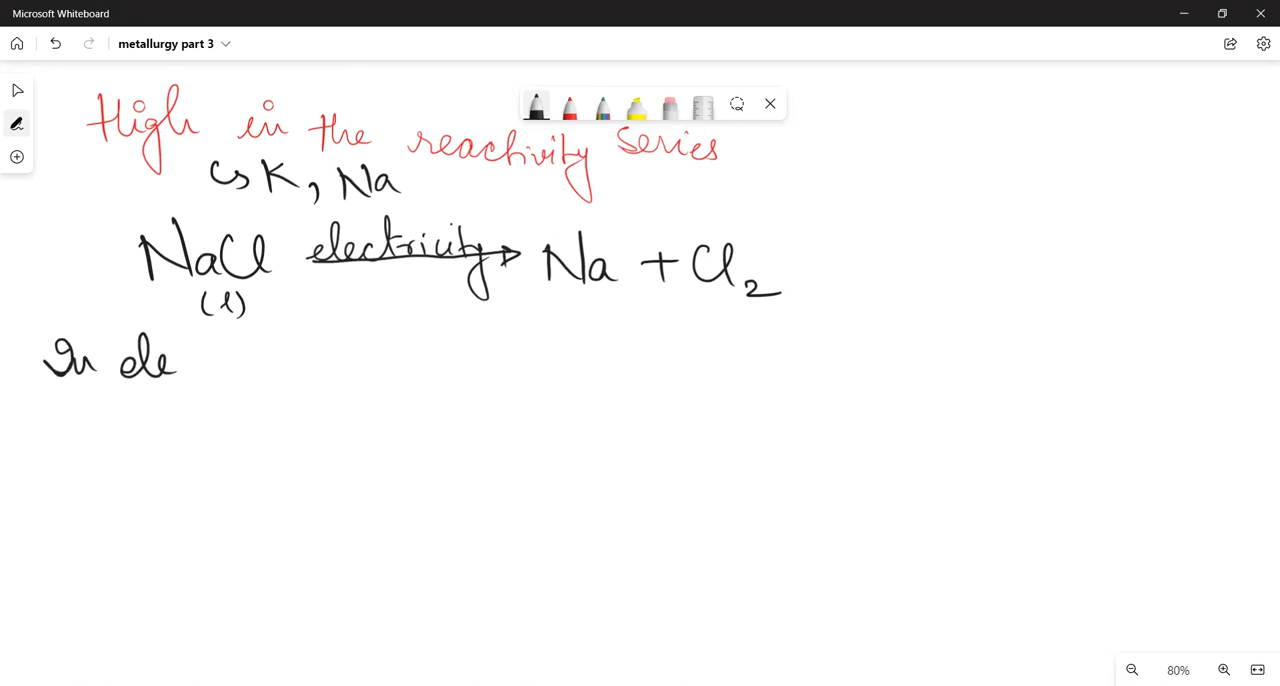 Microsoft Whiteboard
metallurgy part 3
High in the reactivity series
Cs K, Na
NaCl electricity → Na + Cl2
(l)
In ele
80%